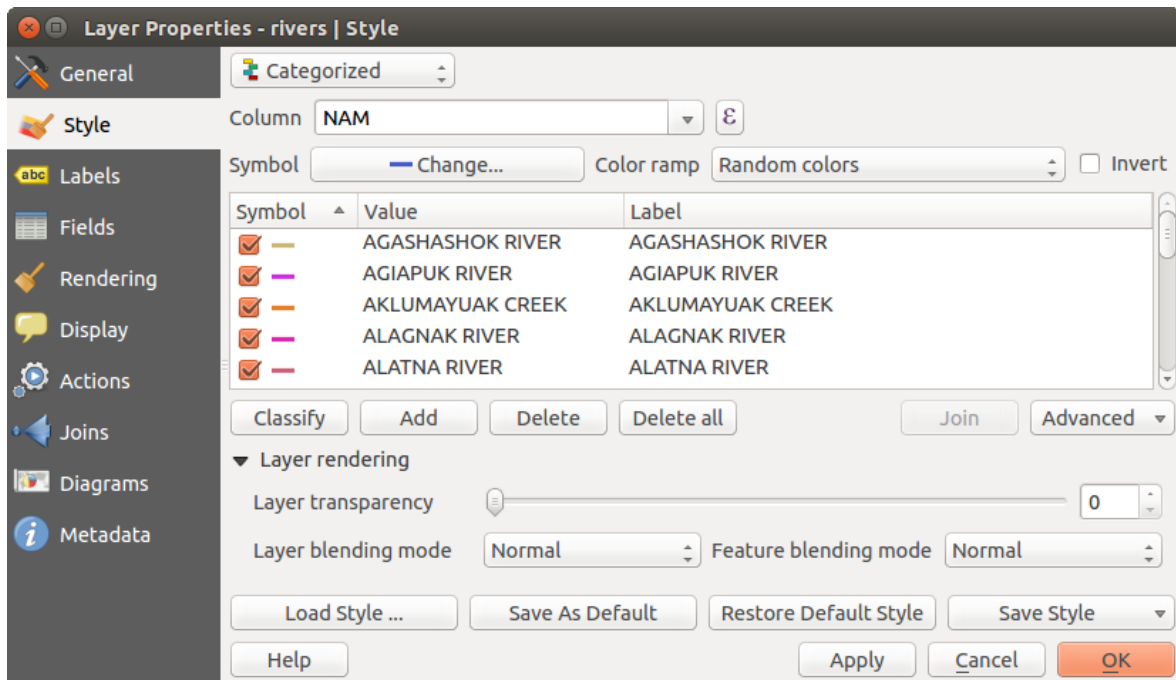 Layer Properties - rivers | Style
General
Style
abc Labels
Fields
Rendering
Display
Actions
Joins
Diagrams
i Metadata
Categorized
Column NAM ε
Symbol Change... Color ramp Random colors Invert
Symbol Value Label
AGASHASHOK RIVER AGASHASHOK RIVER
AGIAPUK RIVER AGIAPUK RIVER
AKLUMAYUAK CREEK AKLUMAYUAK CREEK
ALAGNAK RIVER ALAGNAK RIVER
ALATNA RIVER ALATNA RIVER
Classify Add Delete Delete all Join Advanced
Layer rendering
Layer transparency 0
Layer blending mode Normal Feature blending mode Normal
Load Style ... Save As Default Restore Default Style Save Style
Help Apply Cancel OK